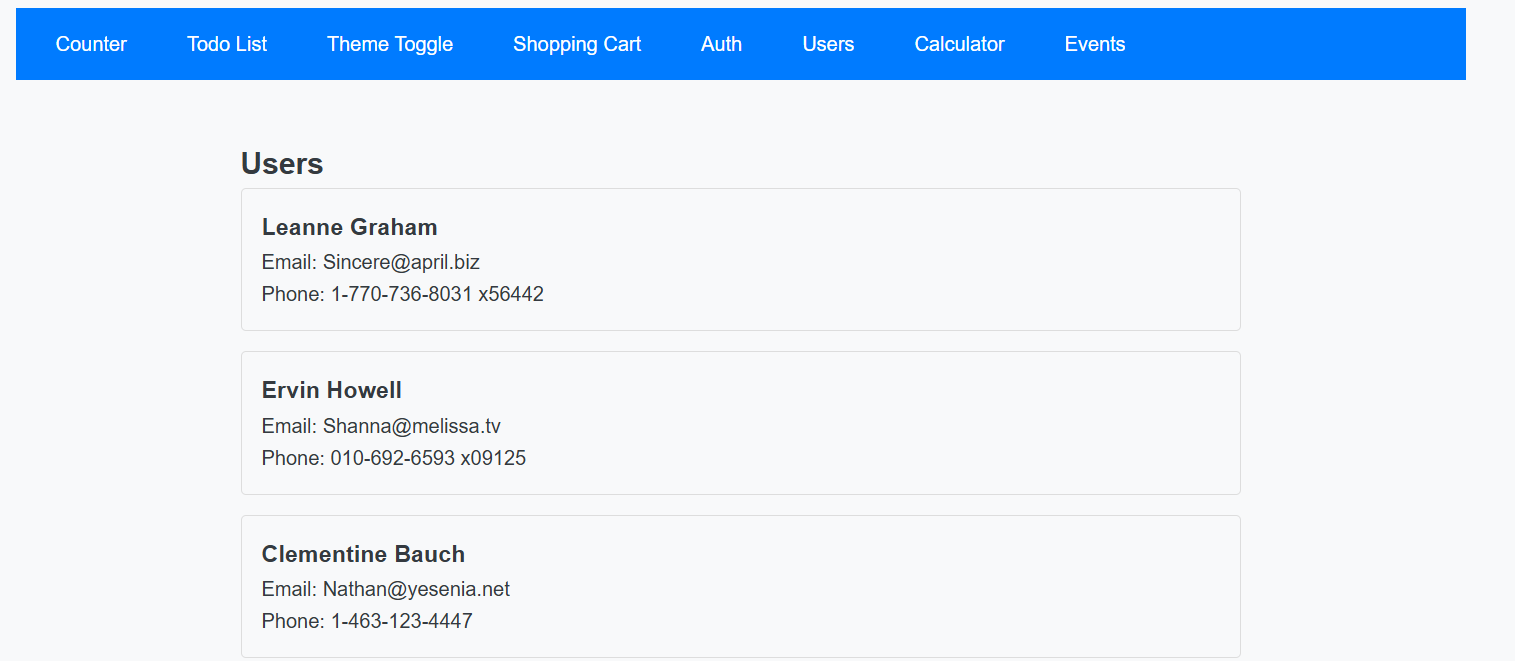 Counter Todo List Theme Toggle Shopping Cart Auth Users Calculator Events
Users
Leanne Graham
Email: Sincere@april.biz
Phone: 1-770-736-8031 x56442
Ervin Howell
Email: Shanna@melissa.tv
Phone: 010-692-6593 x09125
Clementine Bauch
Email: Nathan@yesenia.net
Phone: 1-463-123-4447